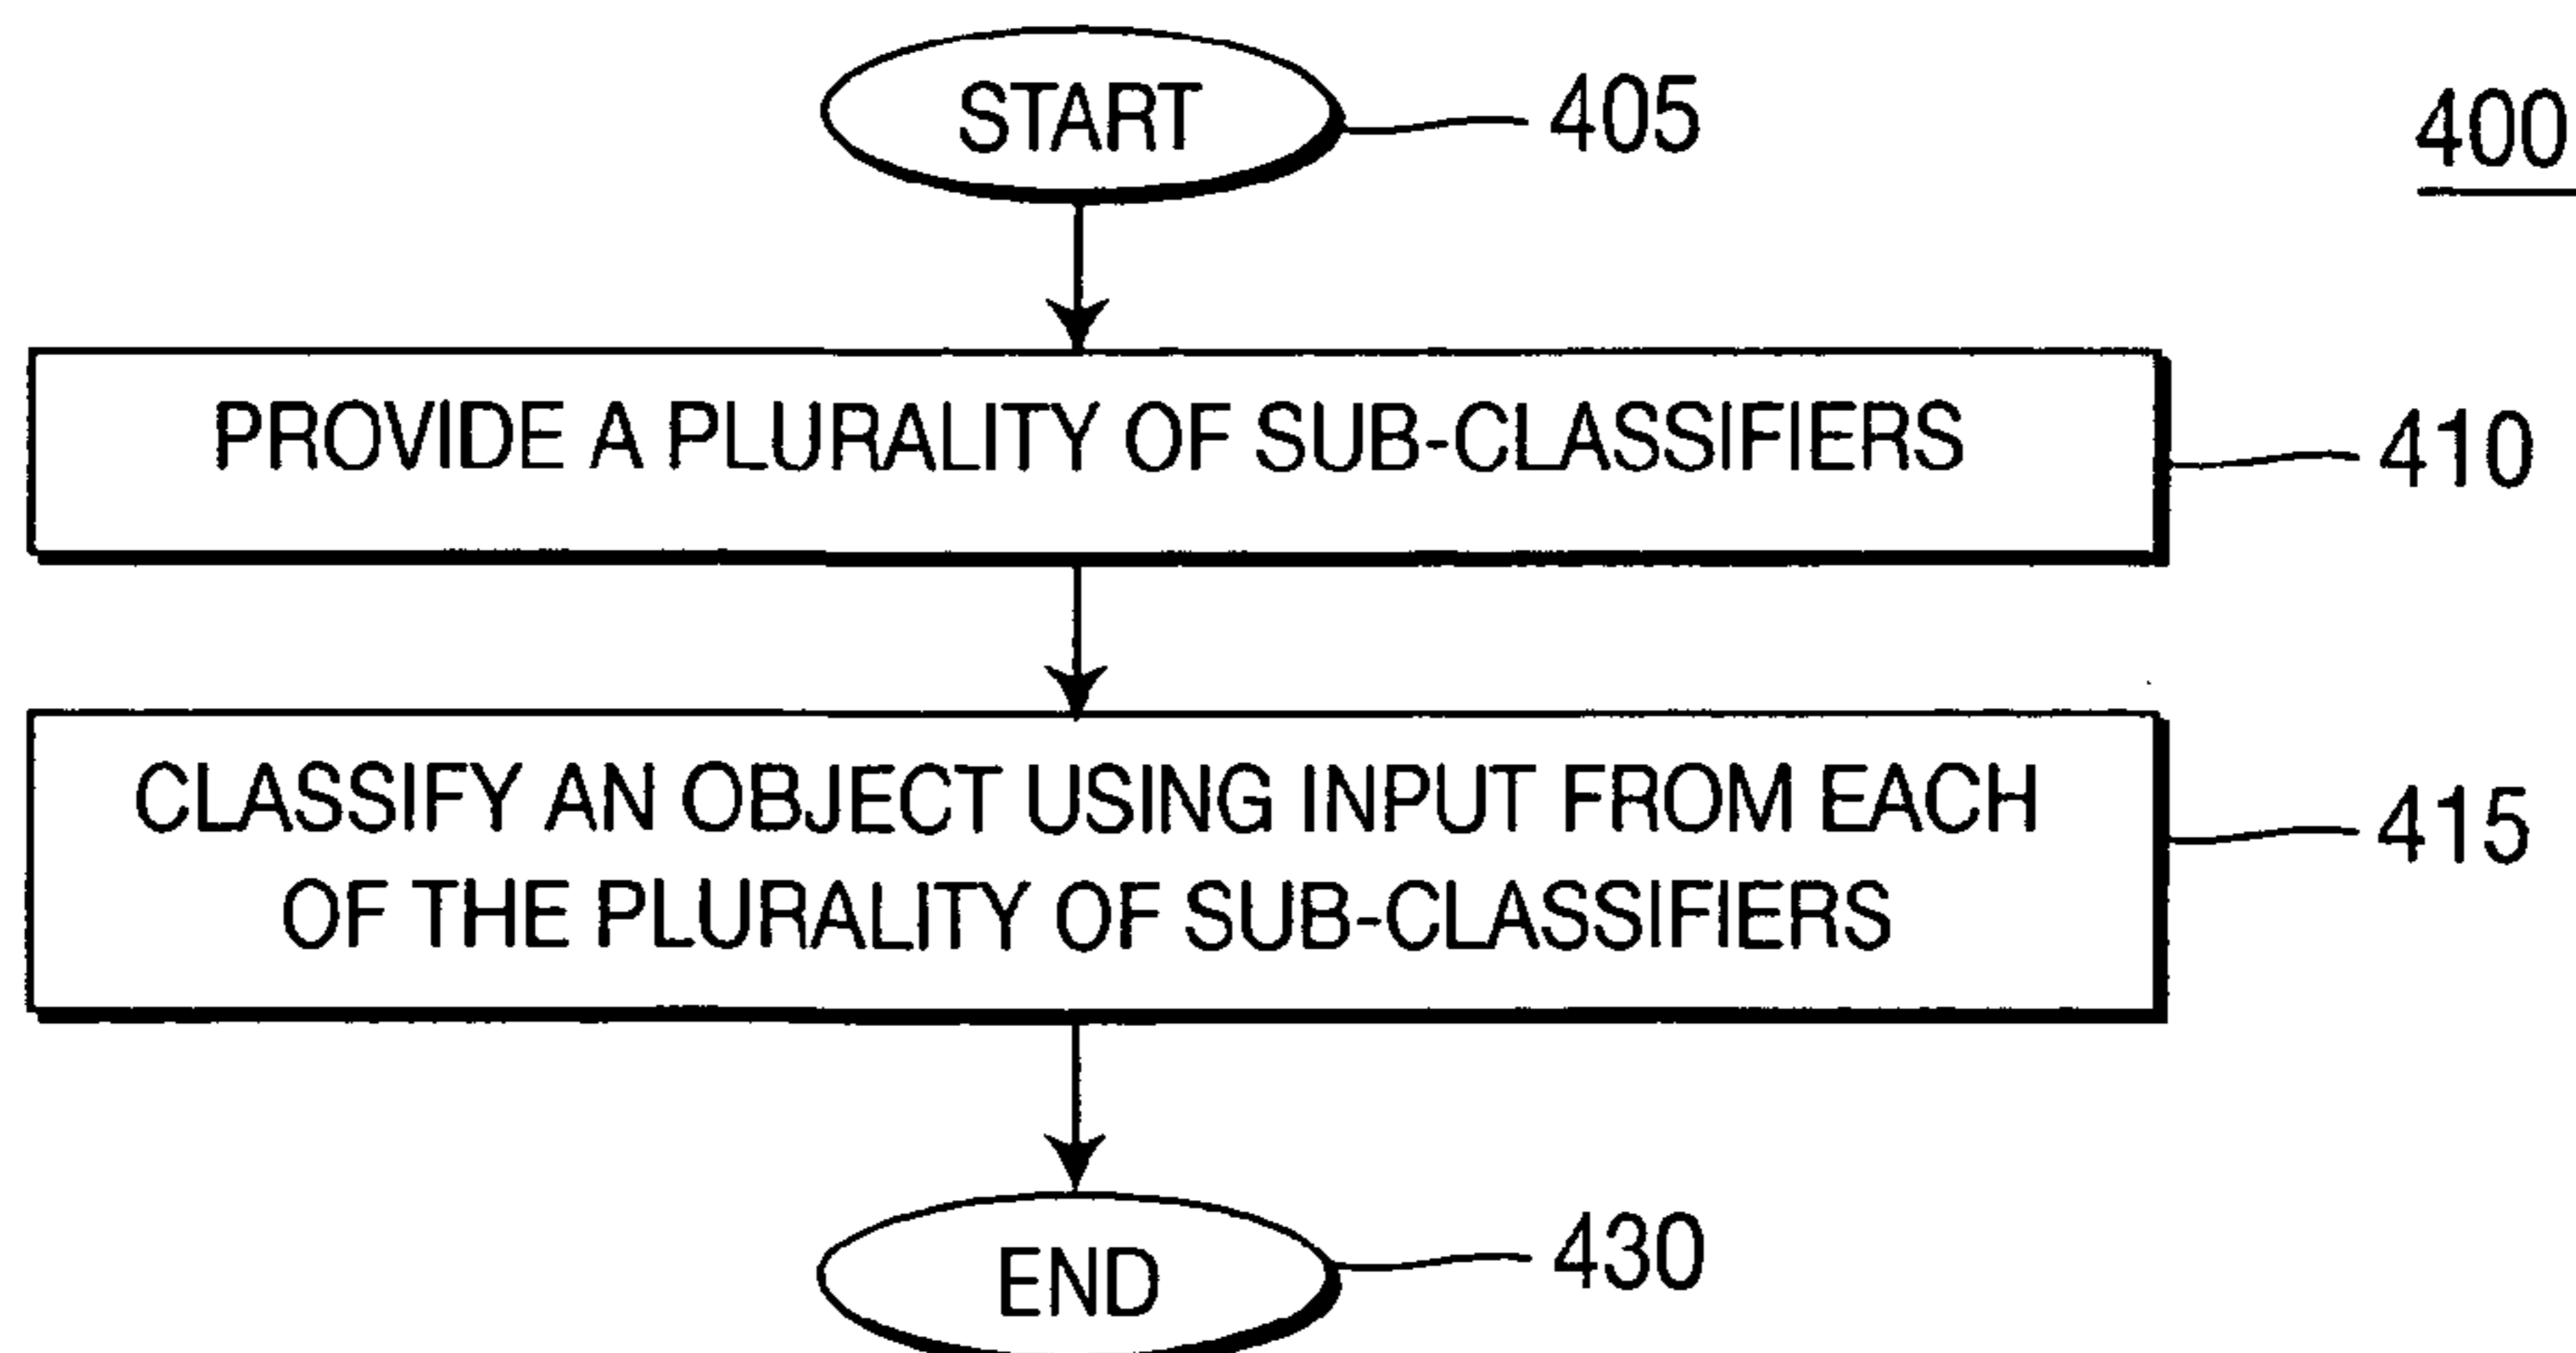 START
405
400
PROVIDE A PLURALITY OF SUB-CLASSIFIERS
410
CLASSIFY AN OBJECT USING INPUT FROM EACH
OF THE PLURALITY OF SUB-CLASSIFIERS
415
END
430